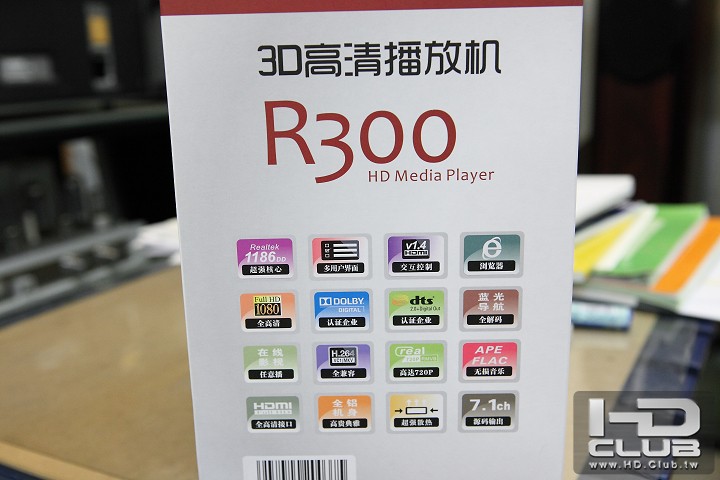 3D高清播放机
R300
HD Media Player
Realtek
1186DD
超强核心
多用户界面
v1.4
HDMI
交互控制
浏览器
Full HD
1080
全高清
DOLBY
DIGITAL
认证企业
dts
2.0+Digital Out
认证企业
蓝光
导航
全解码
在线
任意播
H.264
全兼容
real
高达720P
APE
FLAC
无损音乐
HDMI
全高清接口
全铝
机身
高贵典雅
超强散热
7.1ch
源码输出
HD
CLUB
www.HD.Club.tw